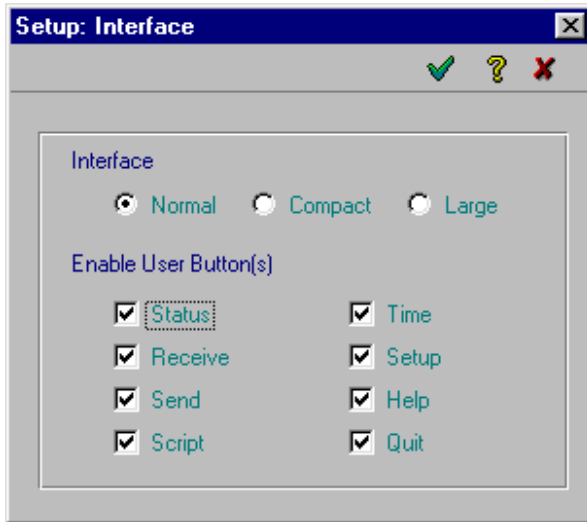 Setup: Interface
Interface
Normal Compact Large
Enable User Button(s)
Status Time
Receive Setup
Send Help
Script Quit